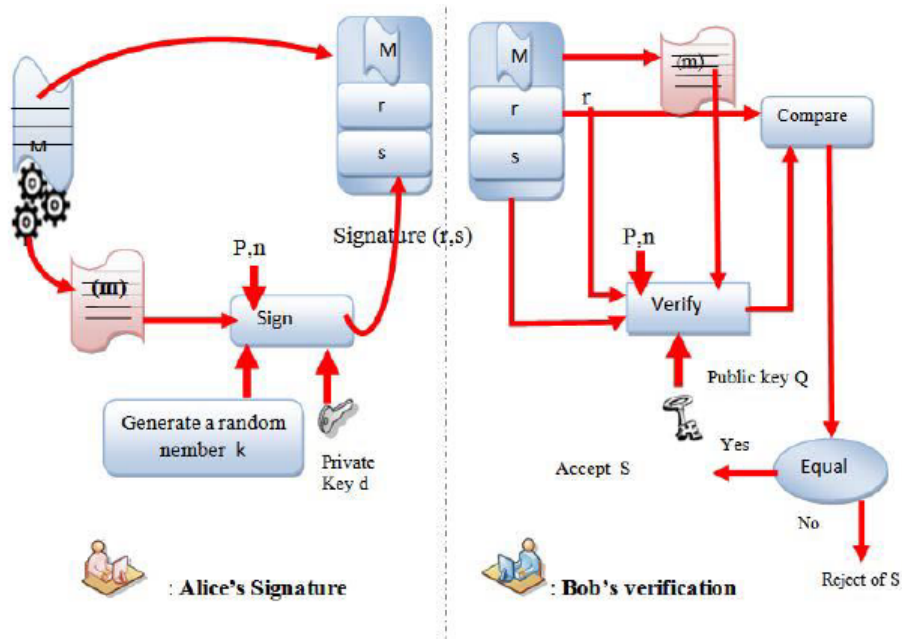 M
r
s
M
Signature (r,s)
(m)
P,n
Sign
Generate a random
nember k
Private
Key d
: Alice's Signature
M
r
s
(m)
r
Compare
P,n
Verify
Public key Q
Yes
Equal
Accept S
No
Reject of S
: Bob's verification